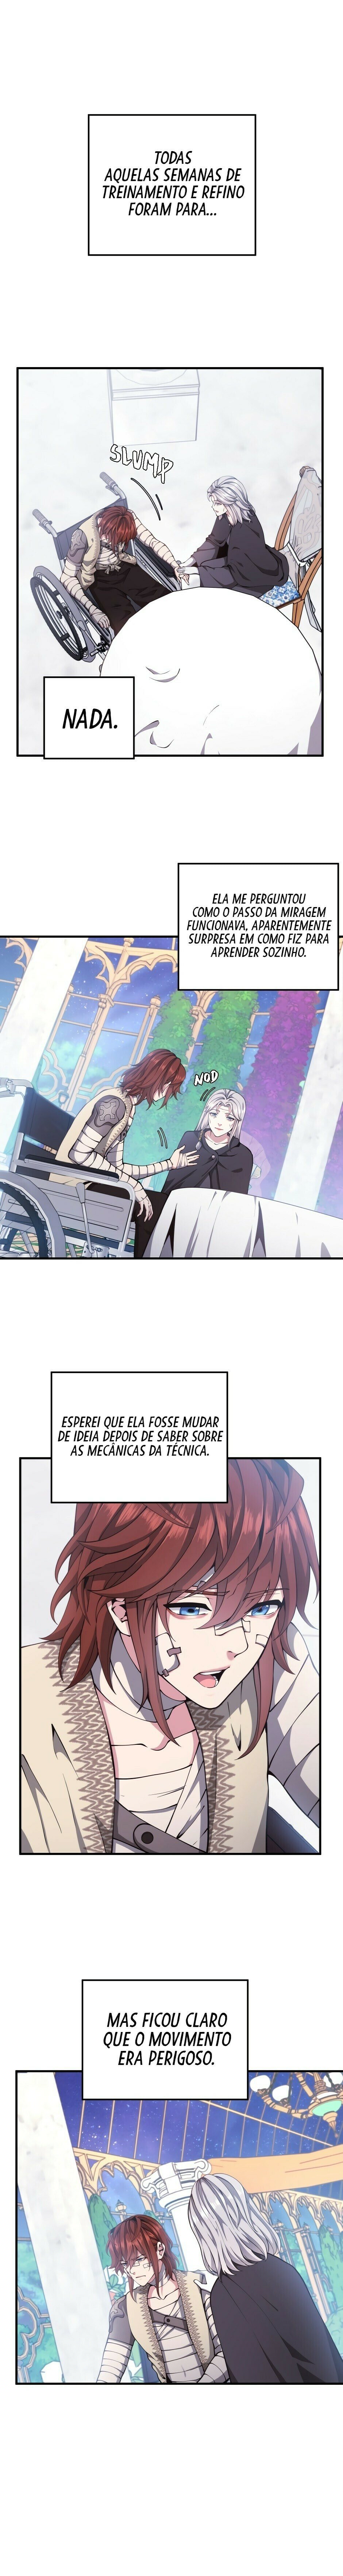 TODAS
AQUELAS SEMANAS DE
TREINAMENTO E REFINO
FORAM PARA...
SLUMP
NADA.
ELA ME PERGUNTOU
COMO O PASSO DA MIRAGEM
FUNCIONAVA, APARENTEMENTE
SURPRESA EM COMO FIZ PARA
APRENDER SOZINHO.
NOD
ESPEREI QUE ELA FOSSE MUDAR
DE IDEIA DEPOIS DE SABER SOBRE
AS MECÂNICAS DA TÉCNICA.
MAS FICOU CLARO
QUE O MOVIMENTO
ERA PERIGOSO.